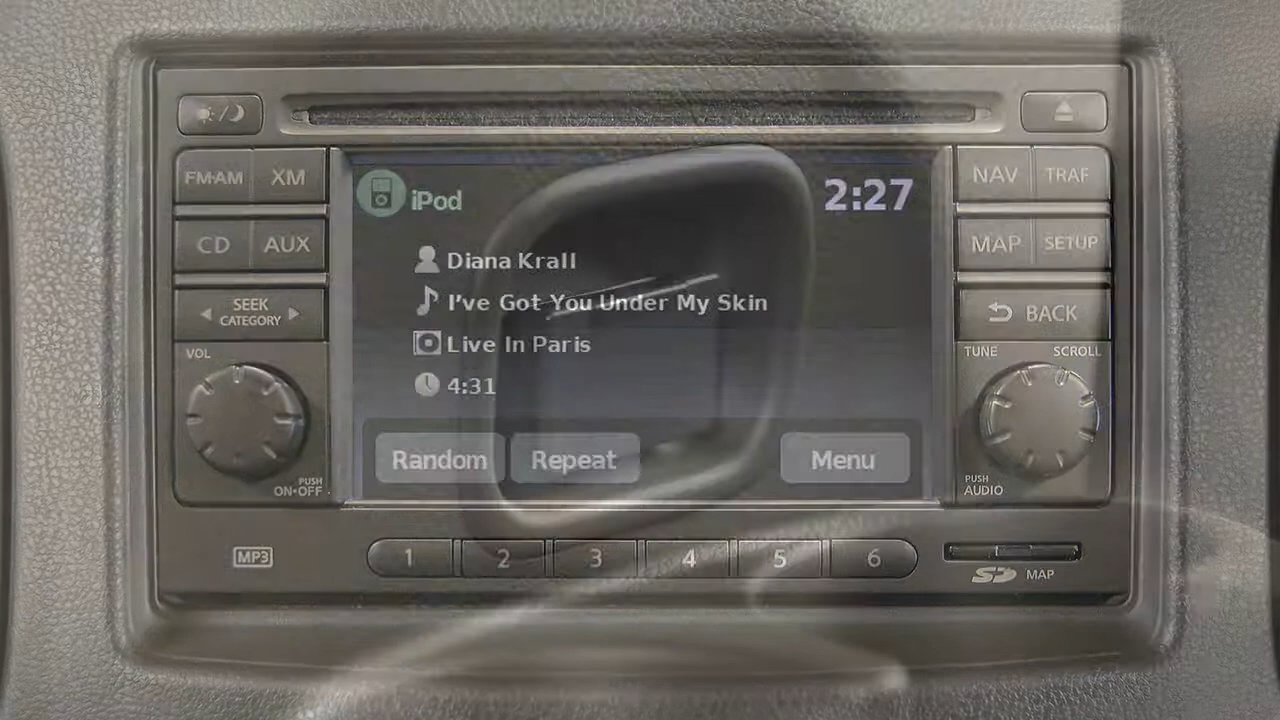 FM·AM XM
CD AUX
SEEK
CATEGORY
VOL
PUSH
ON·OFF
iPod
2:27
Diana Krall
I've Got You Under My Skin
Live In Paris
4:31
Random Repeat Menu
NAV TRAF
MAP SETUP
BACK
TUNE SCROLL
PUSH
AUDIO
MP3
1 2 3 4 5 6
SD MAP